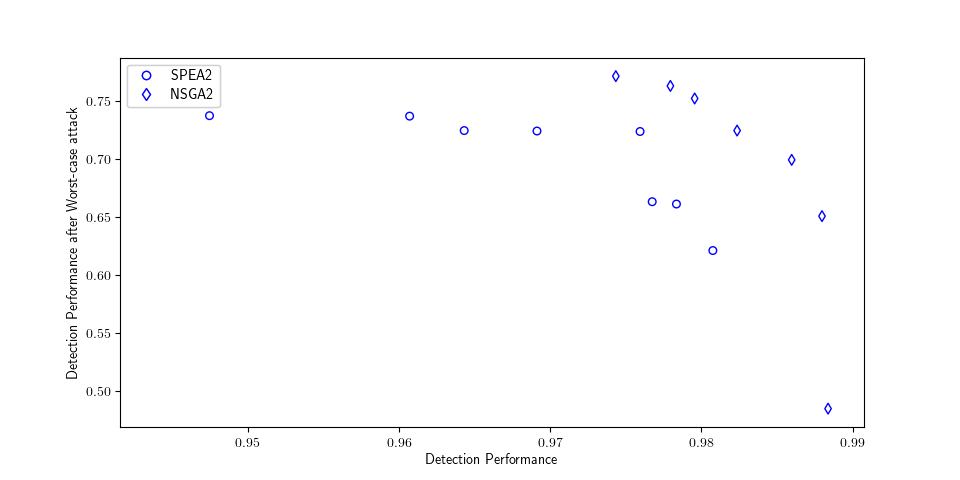 SPEA2
NSGA2
Detection Performance after Worst-case attack
0.75
0.70
0.65
0.60
0.55
0.50
0.95 0.96 0.97 0.98 0.99
Detection Performance